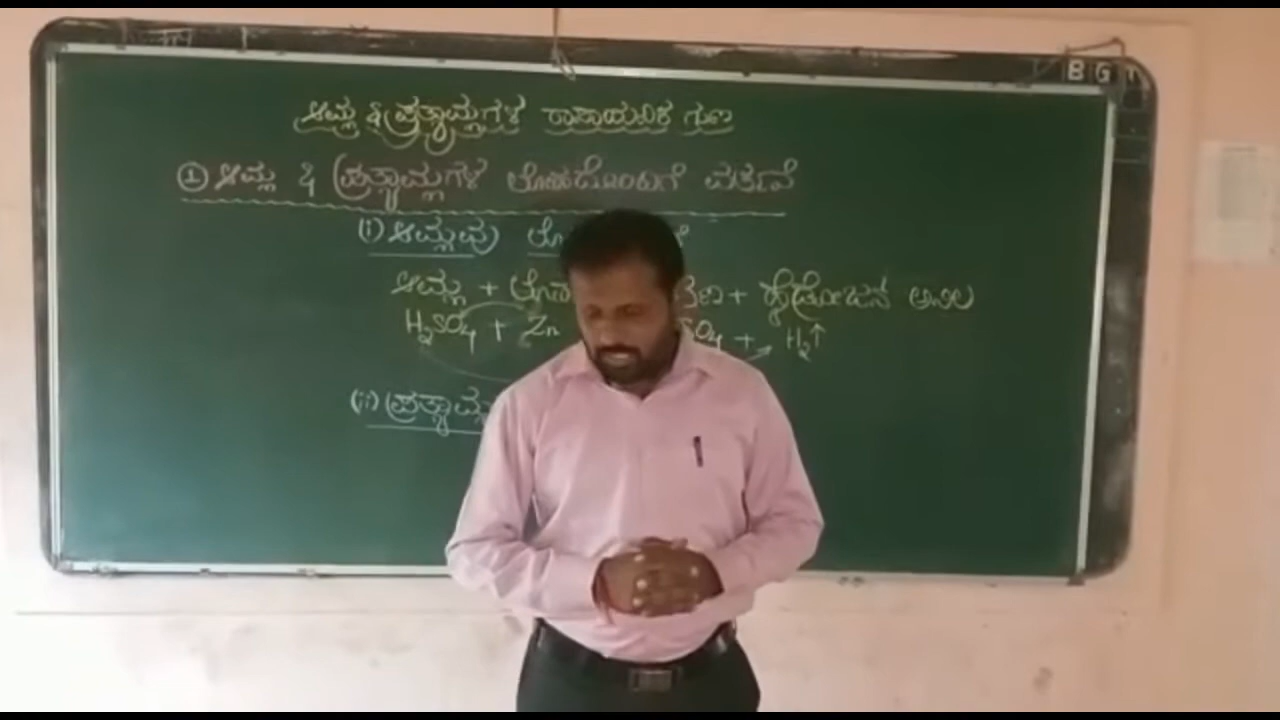 ಆಮ್ಲ & ಪ್ರತ್ಯಾಮ್ಲಗಳ ರಾಸಾಯನಿಕ ಗುಣ
① ಆಮ್ಲ & ಪ್ರತ್ಯಾಮ್ಲಗಳ ಲೋಹದೊಂದಿಗೆ ವರ್ತನೆ
(i) ಆಮ್ಲವು
ಆಮ್ಲ + + ಹೈಡ್ರೋಜನ್ ಅನಿಲ
H₂SO₄ + Zn SO₄ + H₂↑
(ii) ಪ್ರತ್ಯಾಮ್ಲ